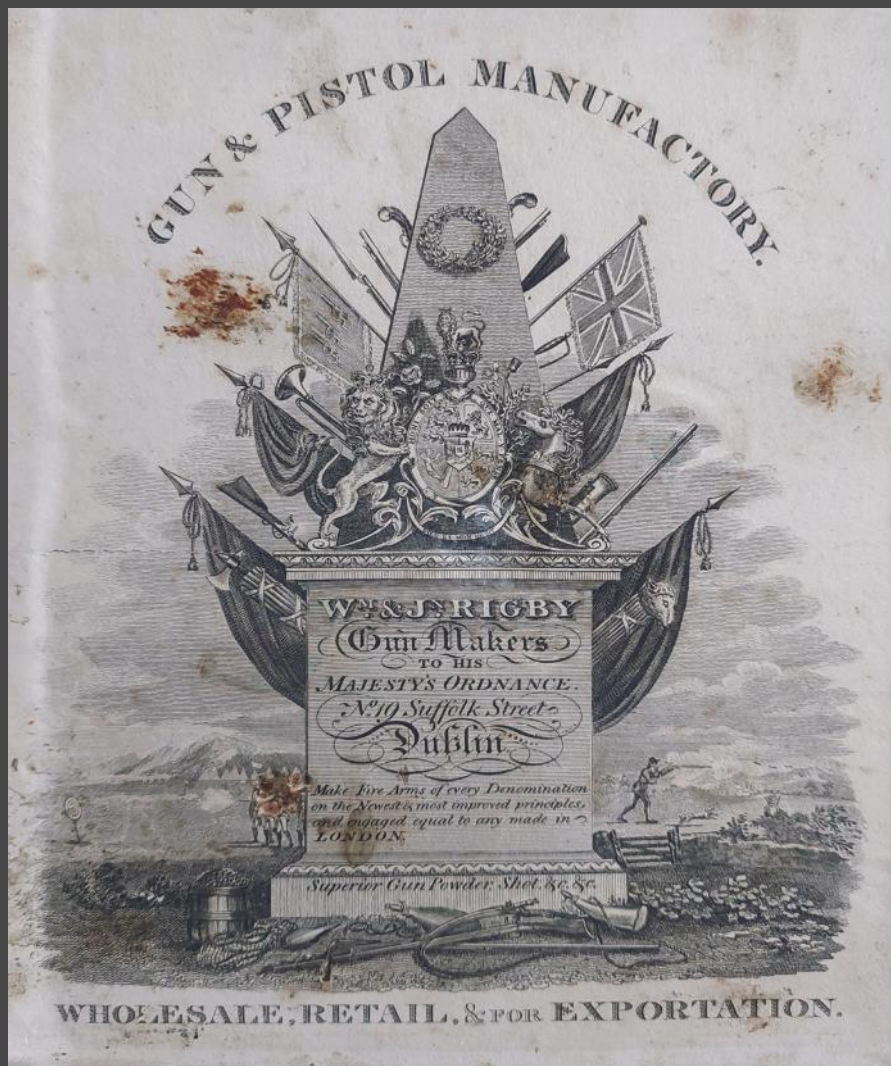 GUN & PISTOL MANUFACTORY.
WM. & JN. RIGBY
Gun Makers
TO HIS
MAJESTY'S ORDNANCE.
No. 19 Suffolk Street
Dublin
Make Fire Arms of every Denomination
on the Newest & most improved principles,
and engaged equal to any made in
LONDON.
Superior Gun Powder, Shot, &c. &c.
WHOLESALE, RETAIL, & FOR EXPORTATION.